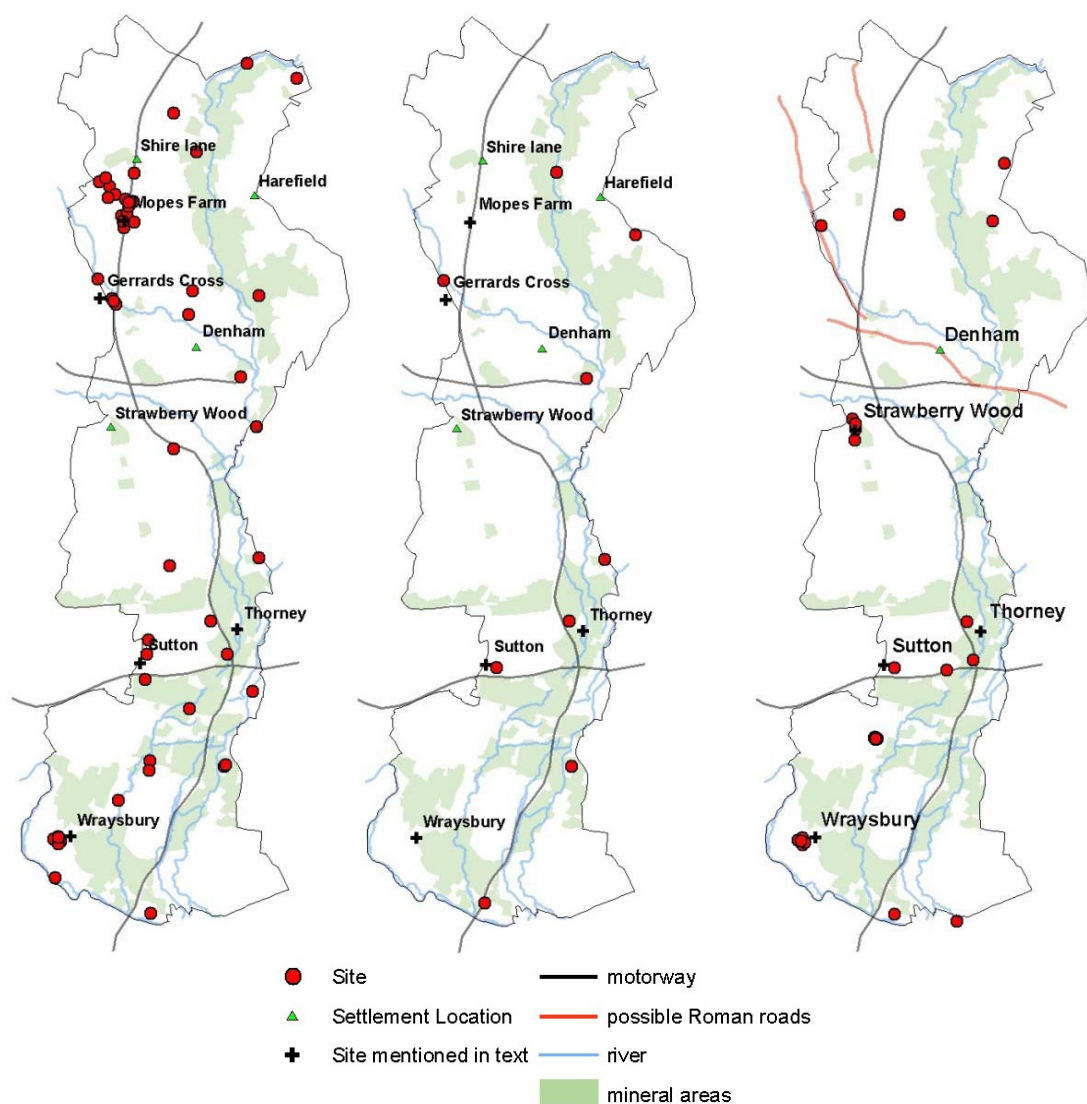 Shire lane
Harefield
Mopes Farm
Gerrards Cross
Denham
Strawberry Wood
Thorney
Sutton
Wraysbury
Shire lane
Harefield
Mopes Farm
Gerrards Cross
Denham
Strawberry Wood
Thorney
Sutton
Wraysbury
Denham
Strawberry Wood
Thorney
Sutton
Wraysbury
Site
Settlement Location
Site mentioned in text
motorway
possible Roman roads
river
mineral areas